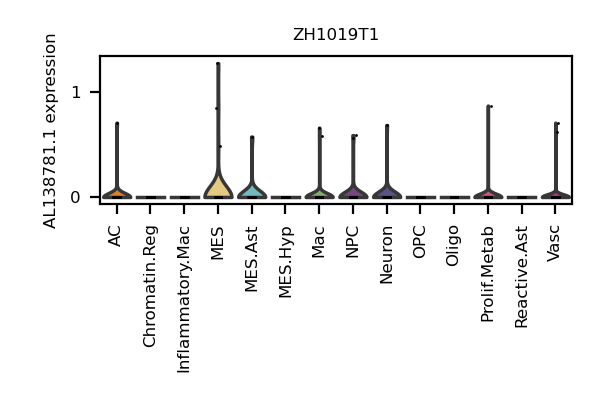 ZH1019T1
AL138781.1 expression
1
0
AC
Chromatin.Reg
Inflammatory.Mac
MES
MES.Ast
MES.Hyp
Mac
NPC
Neuron
OPC
Oligo
Prolif.Metab
Reactive.Ast
Vasc